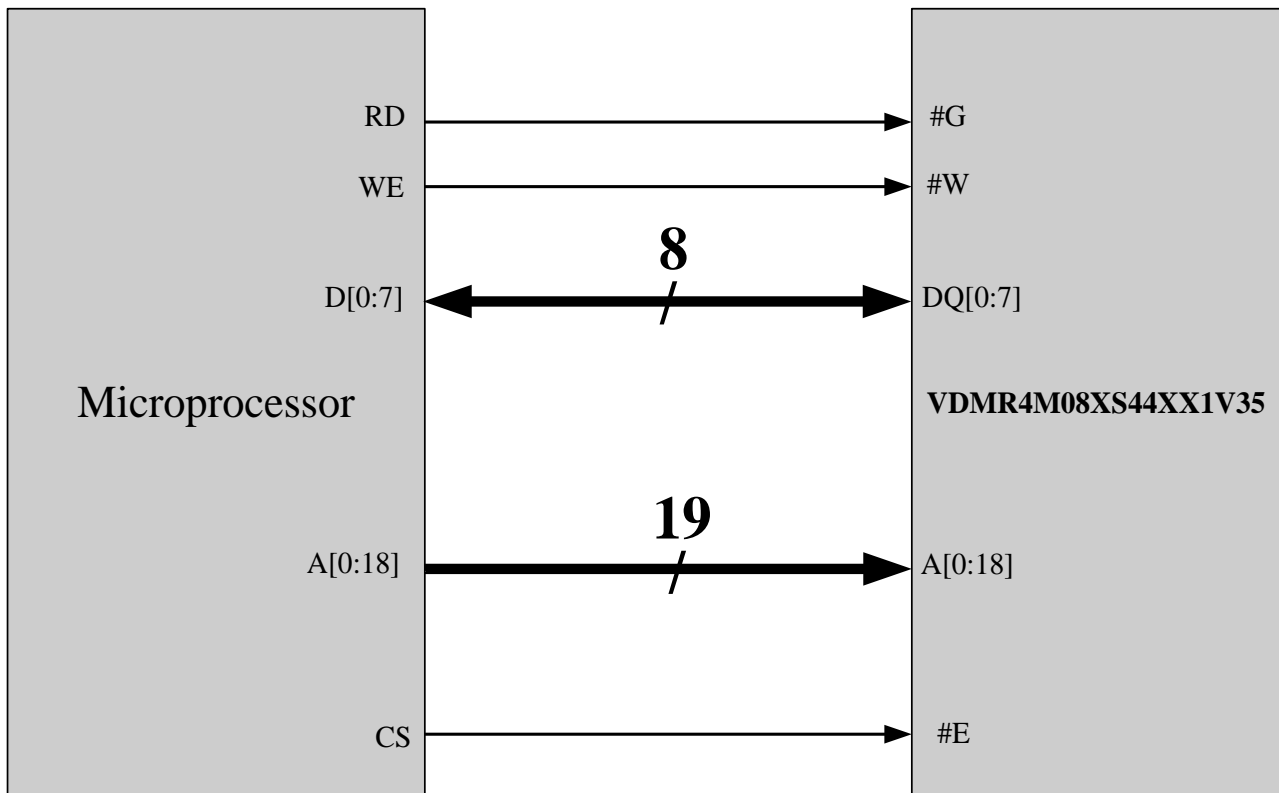 RD #G
WE #W
8
D[0:7] DQ[0:7]
Microprocessor VDMR4M08XS44XX1V35
19
A[0:18] A[0:18]
CS #E